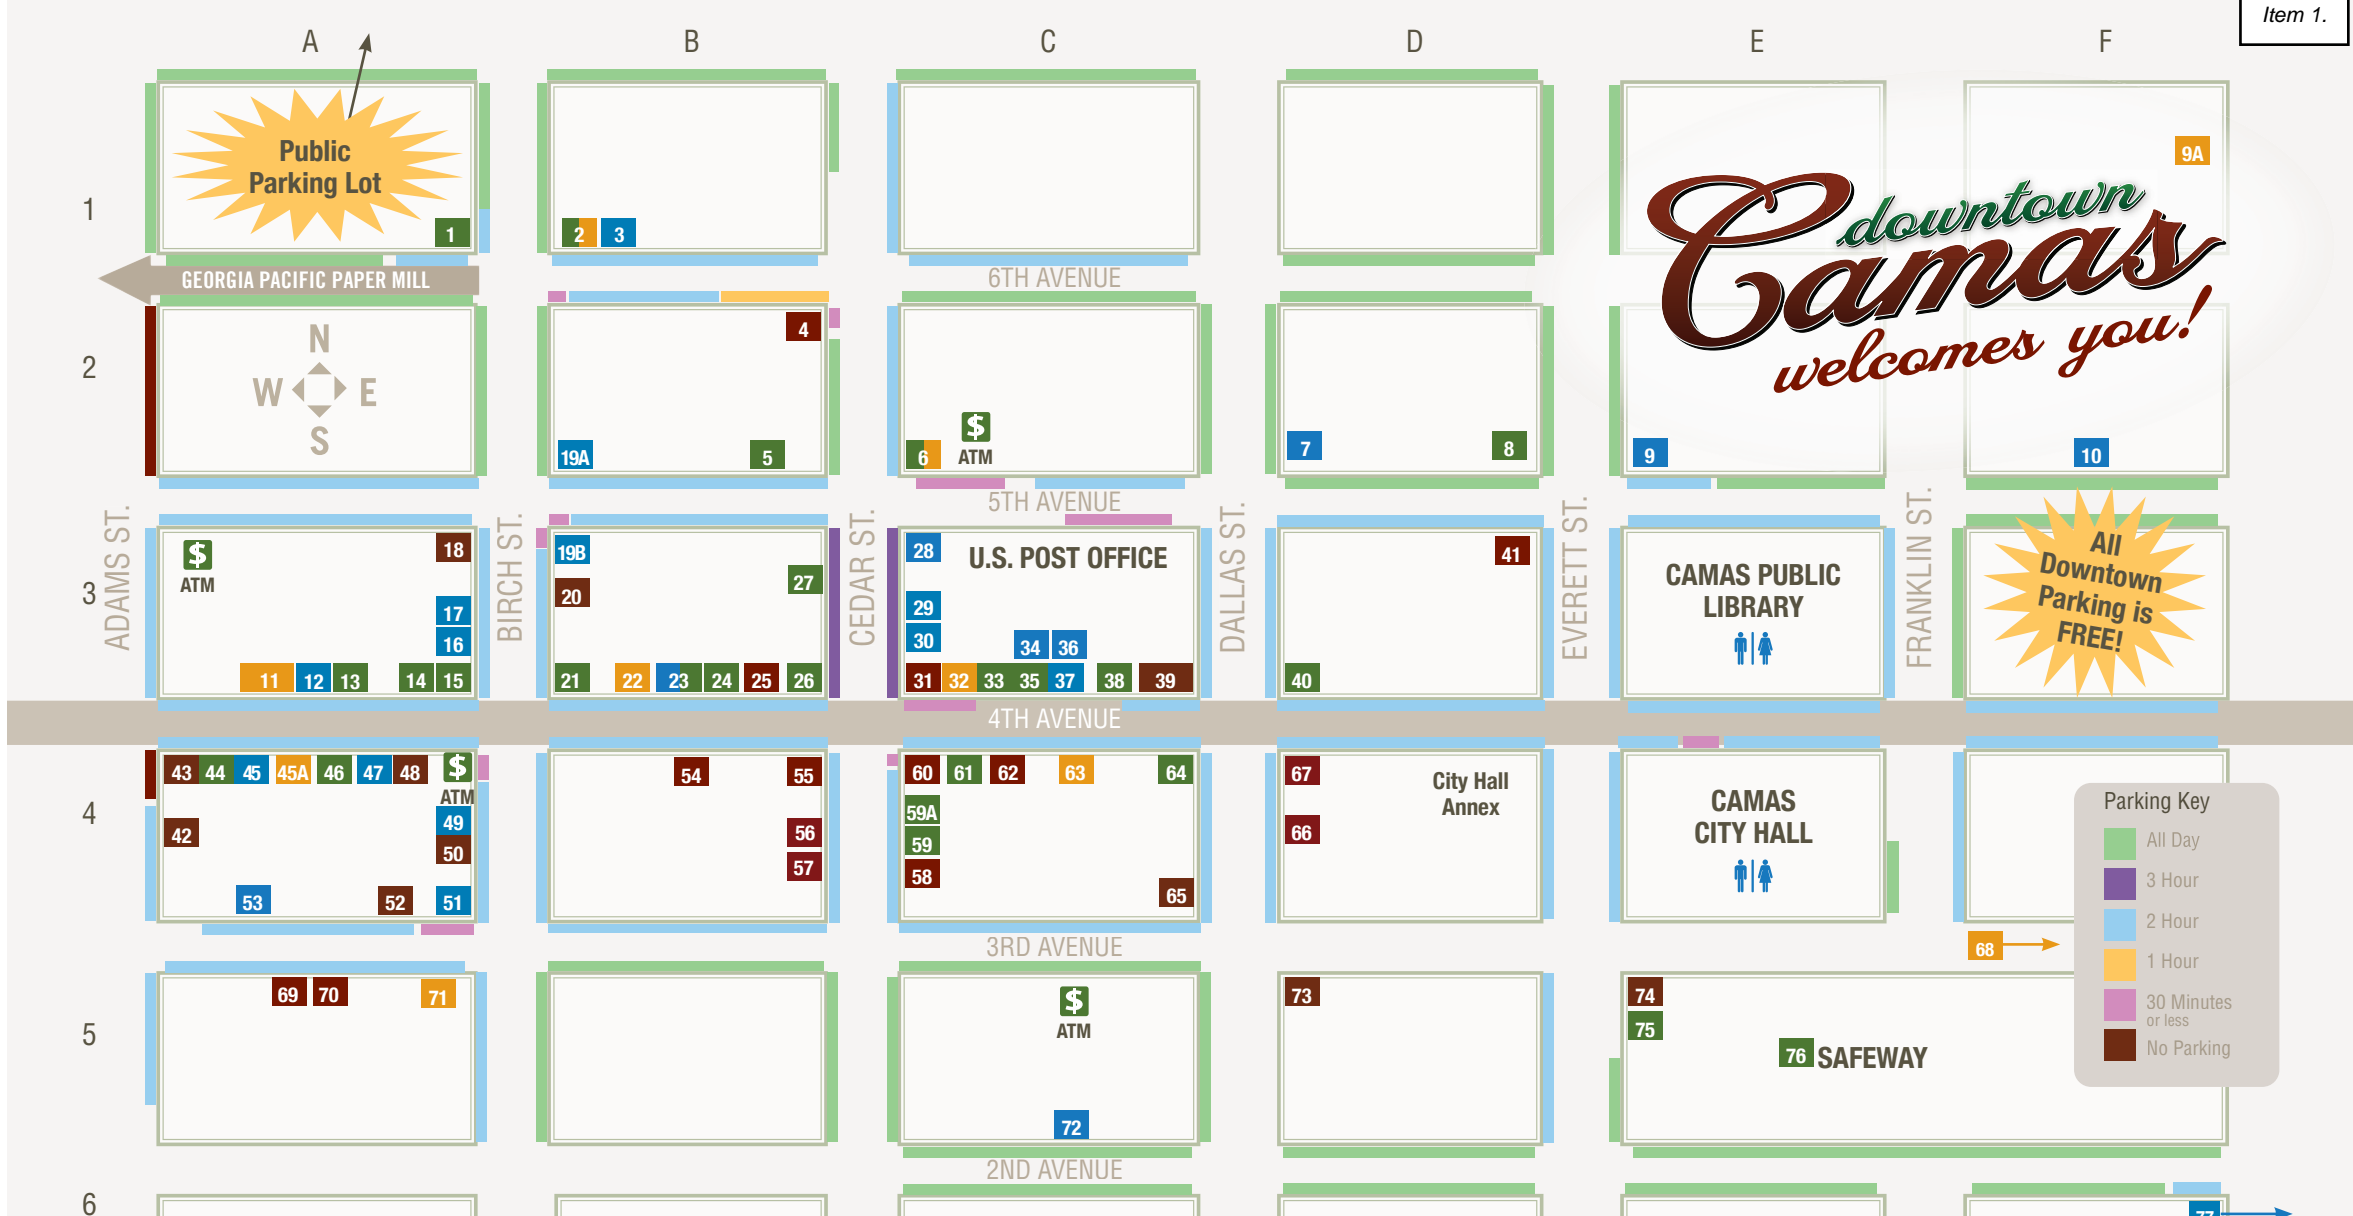 Item 1.
A B C D E F
1
Public
Parking Lot
1
2 3
9A
downtown
Camas
welcomes you!
GEORGIA PACIFIC PAPER MILL
6TH AVENUE
2
N
W E
S
4
19A 5
$
ATM
6
7 8
9
10
5TH AVENUE
ADAMS ST.
BIRCH ST.
CEDAR ST.
DALLAS ST.
EVERETT ST.
FRANKLIN ST.
3
$
ATM
18
17
16
11 12 13 14 15
19B
20
27
21 22 23 24 25 26
28
U.S. POST OFFICE
29
30
34 36
31 32 33 35 37 38 39
41
40
CAMAS PUBLIC
LIBRARY
All
Downtown
Parking is
FREE!
4TH AVENUE
4
43 44 45 45A 46 47 48
$
ATM
49
42
50
53 52 51
54 55
56
57
60 61 62 63 64
59A
59
58
65
67
66
City Hall
Annex
CAMAS
CITY HALL
Parking Key
All Day
3 Hour
2 Hour
1 Hour
30 Minutes
or less
No Parking
3RD AVENUE
68
5
69 70 71
$
ATM
72
73
74
75
76 SAFEWAY
2ND AVENUE
6
77